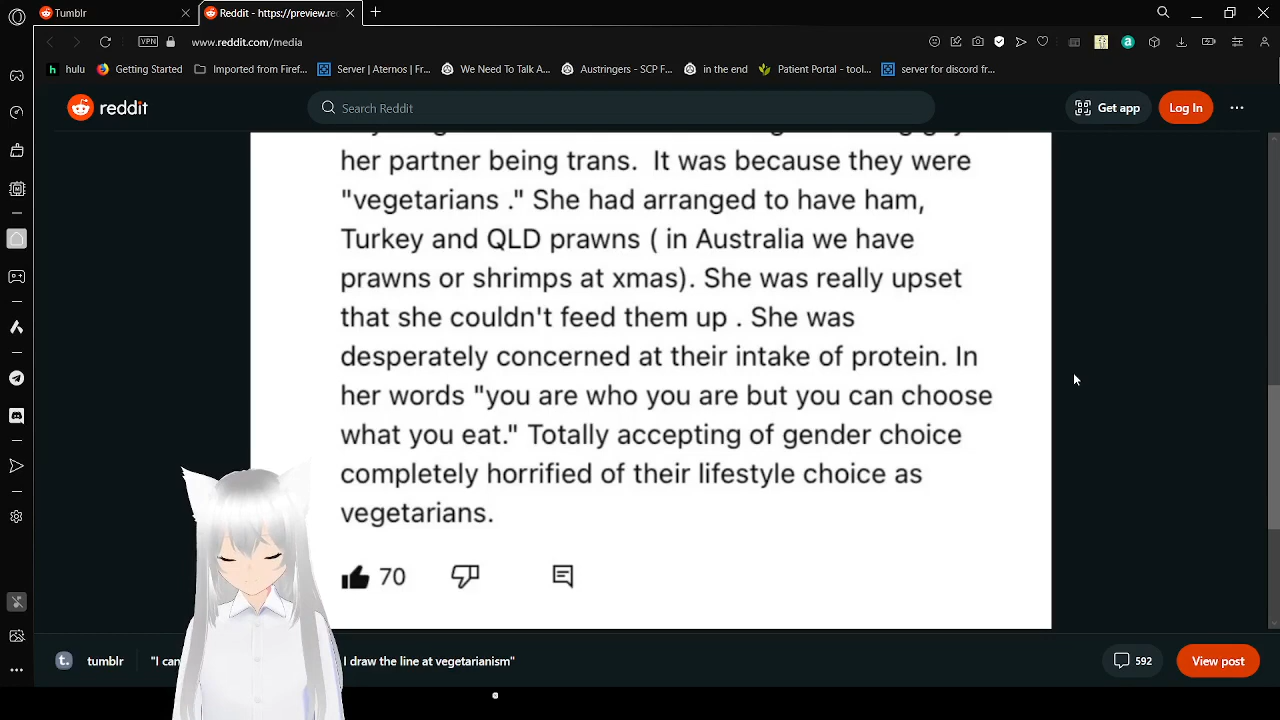 Tumblr
Reddit - https://preview.red
VPN
www.reddit.com/media
hulu
Getting Started
Imported from Firef...
Server | Aternos | Fr...
We Need To Talk A...
Austringers - SCP F...
in the end
Patient Portal - tool...
server for discord fr...
reddit
Search Reddit
Get app
Log In
her partner being trans. It was because they were
"vegetarians ." She had arranged to have ham,
Turkey and QLD prawns ( in Australia we have
prawns or shrimps at xmas). She was really upset
that she couldn't feed them up . She was
desperately concerned at their intake of protein. In
her words "you are who you are but you can choose
what you eat." Totally accepting of gender choice
completely horrified of their lifestyle choice as
vegetarians.
70
tumblr
"I can
I draw the line at vegetarianism"
592
View post